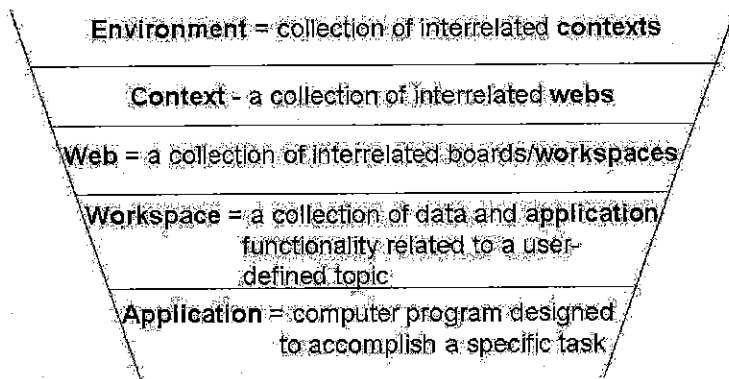 Environment = collection of interrelated contexts
Context - a collection of interrelated webs
Web = a collection of interrelated boards/workspaces
Workspace = a collection of data and application
functionality related to a user-
defined topic
Application = computer program designed
to accomplish a specific task